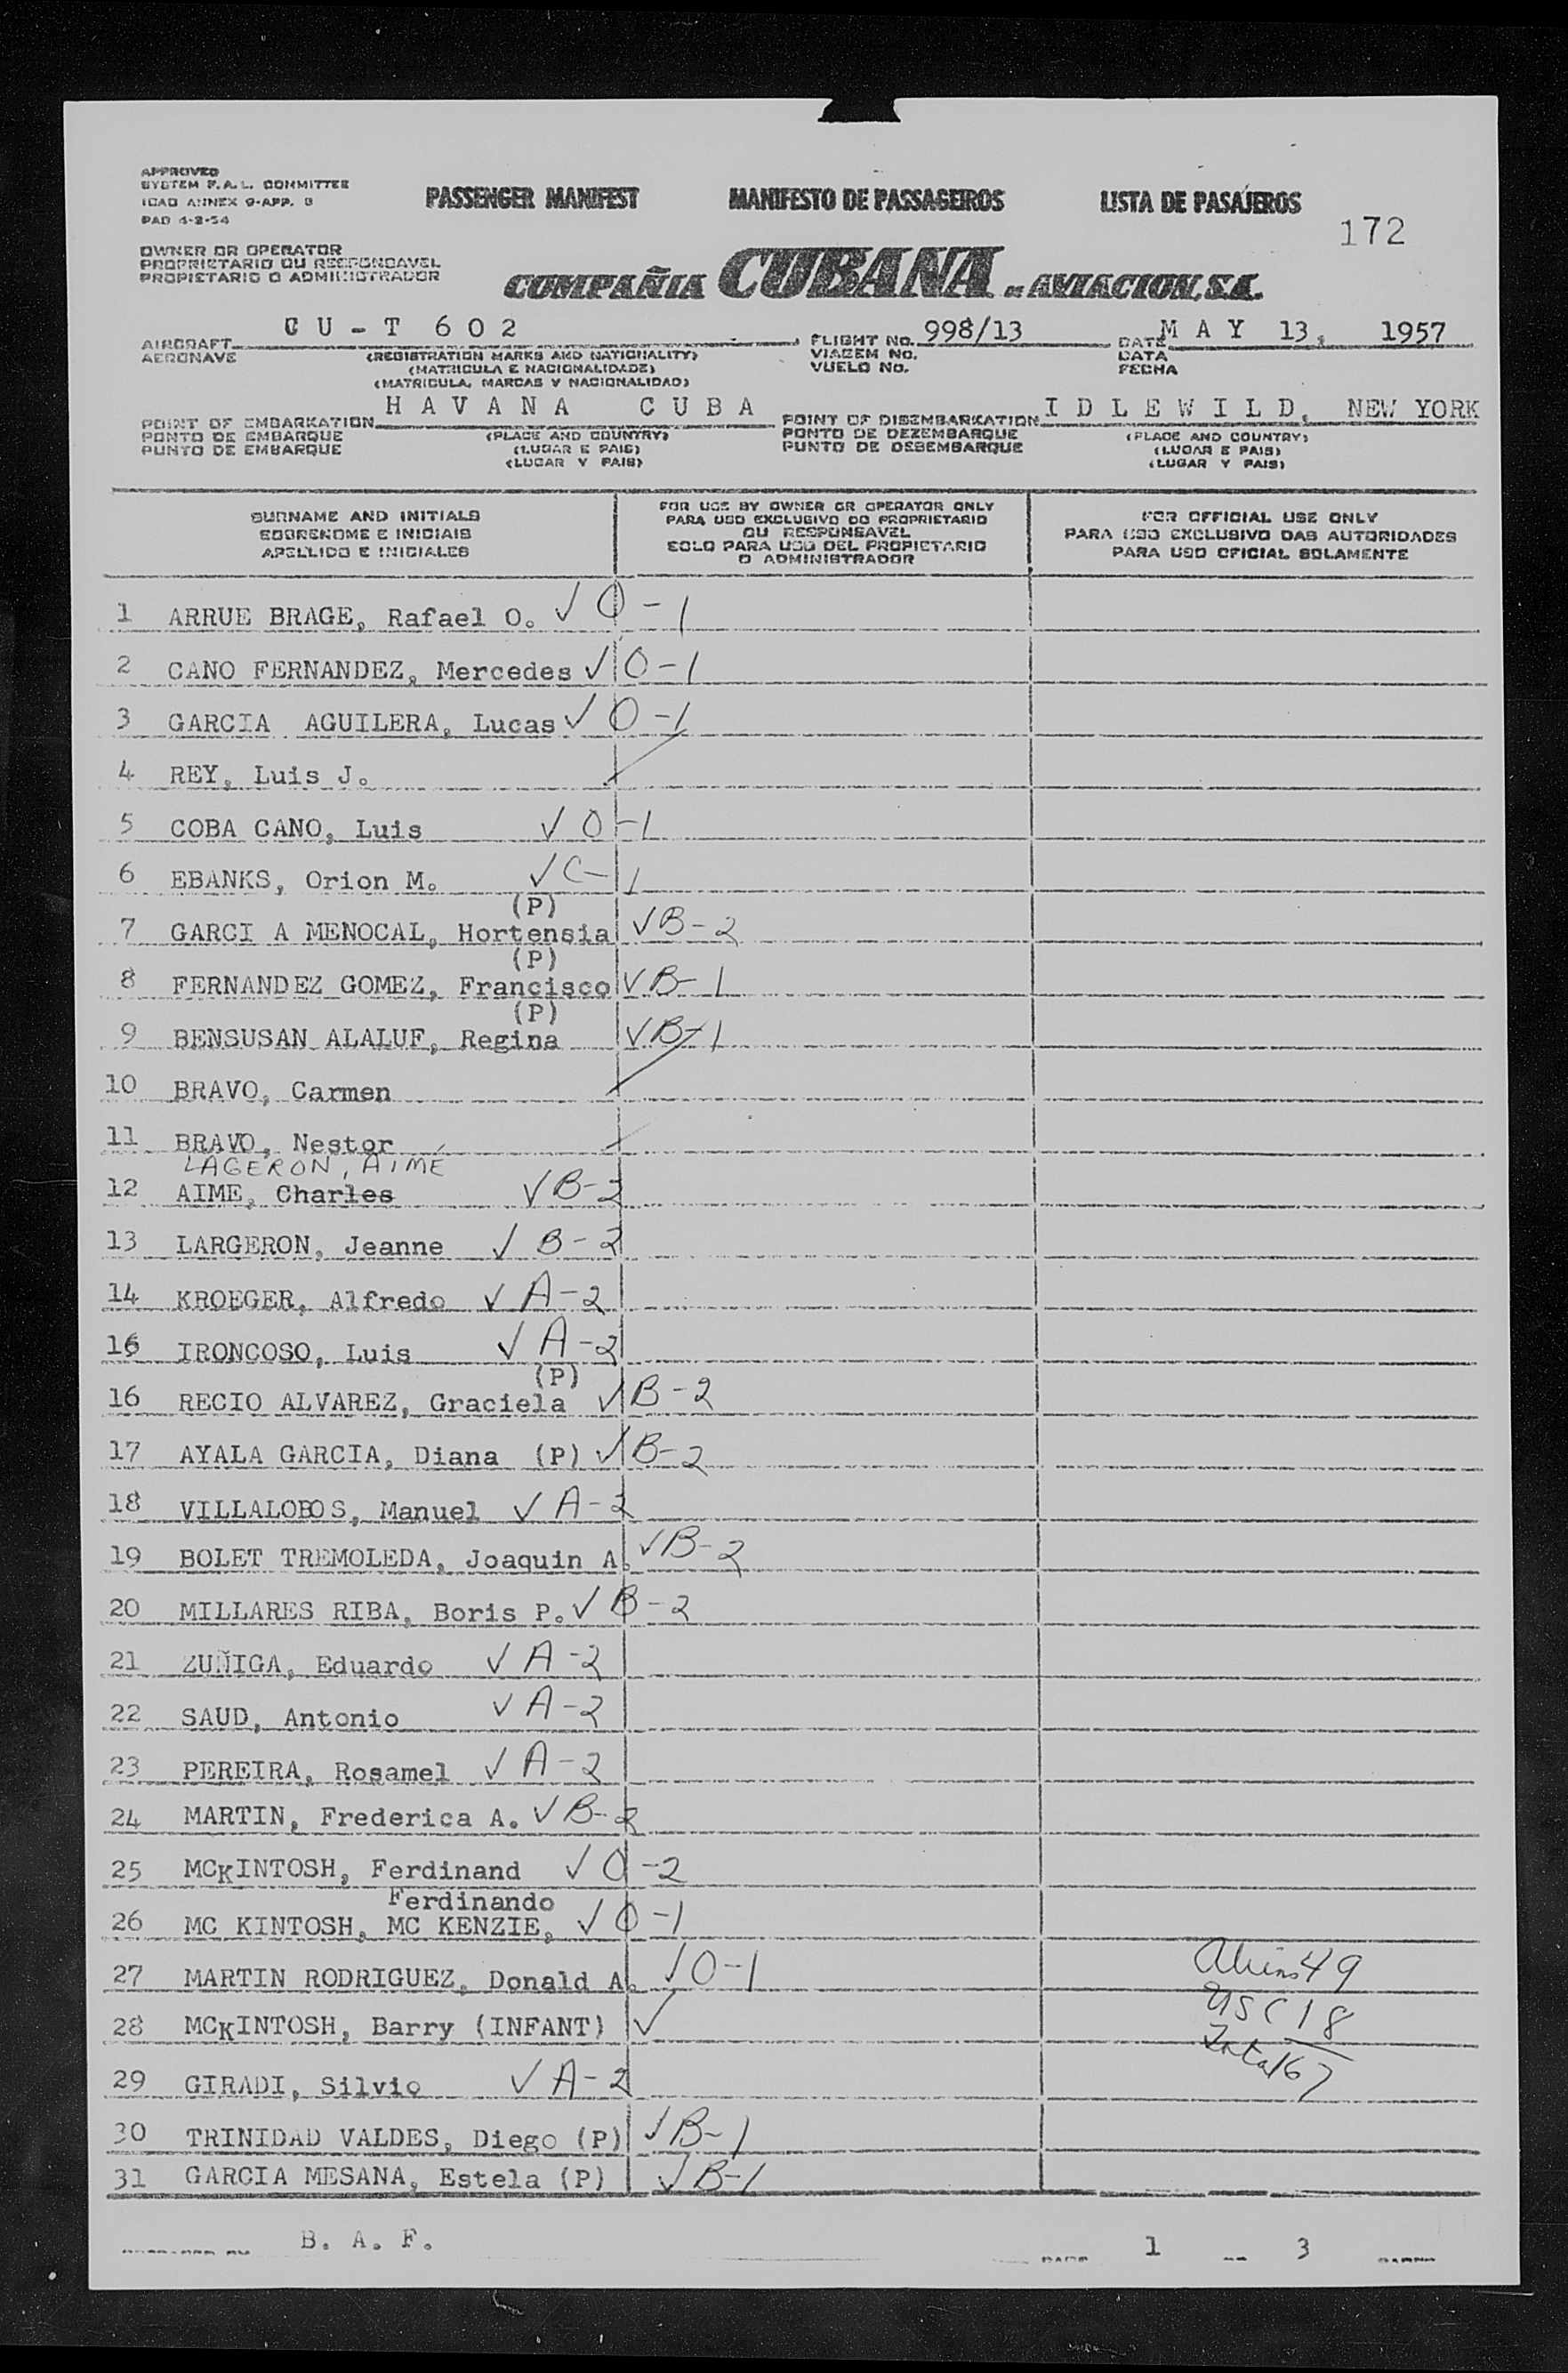 APPROVED
SYSTEM F.A.L. COMMITTEE
ICAO ANNEX 9-APP. 3
PAD 4-2-54
PASSENGER MANIFEST MANIFESTO DE PASSAGEIROS LISTA DE PASAJEROS
172
OWNER OR OPERATOR
PROPRIETARIO OU RESPONSAVEL
PROPIETARIO O ADMINISTRADOR
COMPAÑIA CUBANA DE AVIACION, S.A.
AIRCRAFT CU-T 602 FLIGHT NO. 998/13 DATE MAY 13, 1957
AERONAVE (REGISTRATION MARKS AND NATIONALITY) VIAGEM NO. DATA
(MATRICULA E NACIONALIDADE) VUELO NO. FECHA
(MATRICULA, MARCAS Y NACIONALIDAD)
POINT OF EMBARKATION HAVANA CUBA POINT OF DISEMBARKATION IDLEWILD, NEW YORK
PONTO DE EMBARQUE (PLACE AND COUNTRY) PONTO DE DEZEMBARQUE (PLACE AND COUNTRY)
PUNTO DE EMBARQUE (LUGAR E PAIS) PUNTO DE DESEMBARQUE (LUGAR E PAIS)
(LUGAR Y PAIS) (LUGAR Y PAIS)
SURNAME AND INITIALS
SOBRENOME E INICIAIS
APELLIDO E INICIALES
FOR USE BY OWNER OR OPERATOR ONLY
PARA USO EXCLUSIVO DO PROPRIETARIO
OU RESPONSAVEL
SOLO PARA USO DEL PROPIETARIO
O ADMINISTRADOR
FOR OFFICIAL USE ONLY
PARA USO EXCLUSIVO DAS AUTORIDADES
PARA USO OFICIAL SOLAMENTE
1 ARRUE BRAGE, Rafael O. ✓ O-1
2 CANO FERNANDEZ, Mercedes ✓ O-1
3 GARCIA AGUILERA, Lucas ✓ O-1
4 REY, Luis J.
5 COBA CANO, Luis ✓ O-1
6 EBANKS, Orion M. ✓ C-1
(P)
7 GARCI A MENOCAL, Hortensia ✓ B-2
(P)
8 FERNANDEZ GOMEZ, Francisco ✓ B-1
(P)
9 BENSUSAN ALALUF, Regina ✓ B-1
10 BRAVO, Carmen
11 BRAVO, Nestor
LAGERON, AIMÉ
12 AIME, Charles ✓ B-2
13 LARGERON, Jeanne ✓ B-2
14 KROEGER, Alfredo ✓ A-2
16 IRONCOSO, Luis ✓ A-2
(P)
16 RECIO ALVAREZ, Graciela ✓ B-2
17 AYALA GARCIA, Diana (P) ✓ B-2
18 VILLALOBOS, Manuel ✓ A-2
19 BOLET TREMOLEDA, Joaquin A. ✓ B-2
20 MILLARES RIBA, Boris P. ✓ B-2
21 ZUÑIGA, Eduardo ✓ A-2
22 SAUD, Antonio ✓ A-2
23 PEREIRA, Rosamel ✓ A-2
24 MARTIN, Frederica A. ✓ B-2
25 MCKINTOSH, Ferdinand ✓ O-2
Ferdinando
26 MC KINTOSH, MC KENZIE, ✓ O-1
27 MARTIN RODRIGUEZ, Donald A. ✓ O-1
Aliens 49
28 MCKINTOSH, Barry (INFANT) ✓
USC 18
Total 67
29 GIRADI, Silvio ✓ A-2
30 TRINIDAD VALDES, Diego (P) ✓ B-1
31 GARCIA MESANA, Estela (P) ✓ B-1
B. A. F. PAGE 1 3